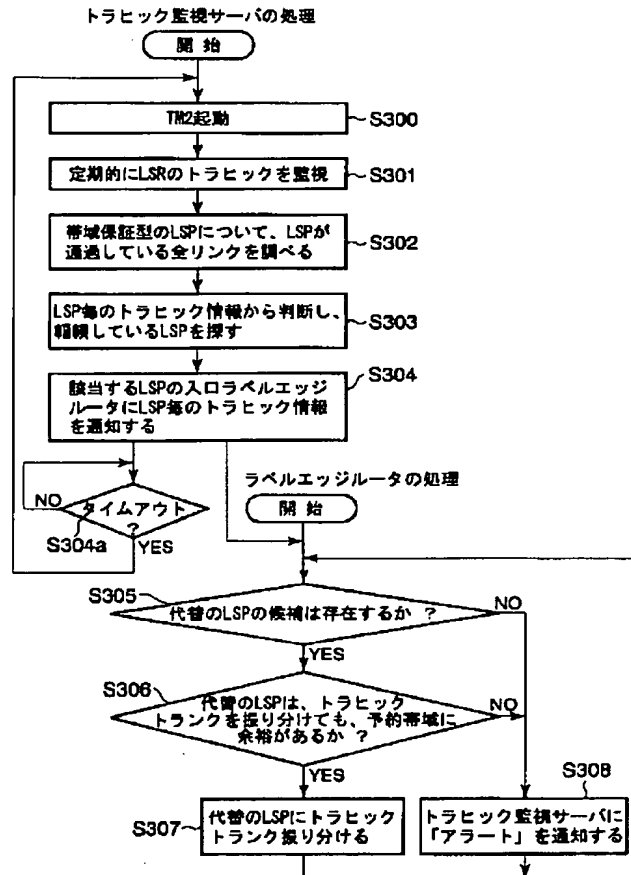 トラヒック監視サーバの処理
開 始
TM2起動
S300
定期的にLSRのトラヒックを監視
S301
帯域保証型のLSPについて、LSPが
通過している全リンクを調べる
S302
LSP毎のトラヒック情報から判断し、
輻輳しているLSPを探す
S303
該当するLSPの入口ラベルエッジ
ルータにLSP毎のトラヒック情報
を通知する
S304
タイムアウト
?
NO
YES
S304a
ラベルエッジルータの処理
開 始
S305
代替のLSPの候補は存在するか ?
NO
YES
S306
代替のLSPは、トラヒック
トランクを振り分けても、予約帯域に
余裕があるか ?
NO
YES
S307
代替のLSPにトラヒック
トランク振り分ける
S308
トラヒック監視サーバに
「アラート」を通知する